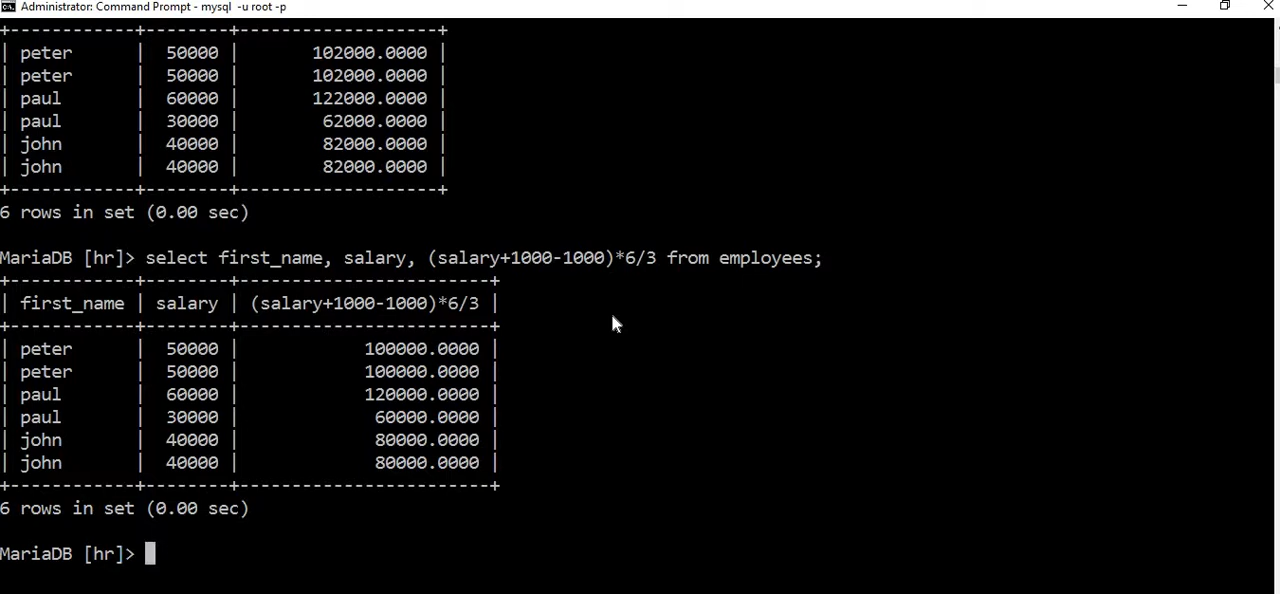 Administrator: Command Prompt - mysql -u root -p
+------------+--------+--------------------+
| peter      |  50000 |        102000.0000 |
| peter      |  50000 |        102000.0000 |
| paul       |  60000 |        122000.0000 |
| paul       |  30000 |         62000.0000 |
| john       |  40000 |         82000.0000 |
| john       |  40000 |         82000.0000 |
+------------+--------+--------------------+
6 rows in set (0.00 sec)
MariaDB [hr]> select first_name, salary, (salary+1000-1000)*6/3 from employees;
+------------+--------+------------------------+
| first_name | salary | (salary+1000-1000)*6/3 |
+------------+--------+------------------------+
| peter      |  50000 |            100000.0000 |
| peter      |  50000 |            100000.0000 |
| paul       |  60000 |            120000.0000 |
| paul       |  30000 |             60000.0000 |
| john       |  40000 |             80000.0000 |
| john       |  40000 |             80000.0000 |
+------------+--------+------------------------+
6 rows in set (0.00 sec)
MariaDB [hr]>